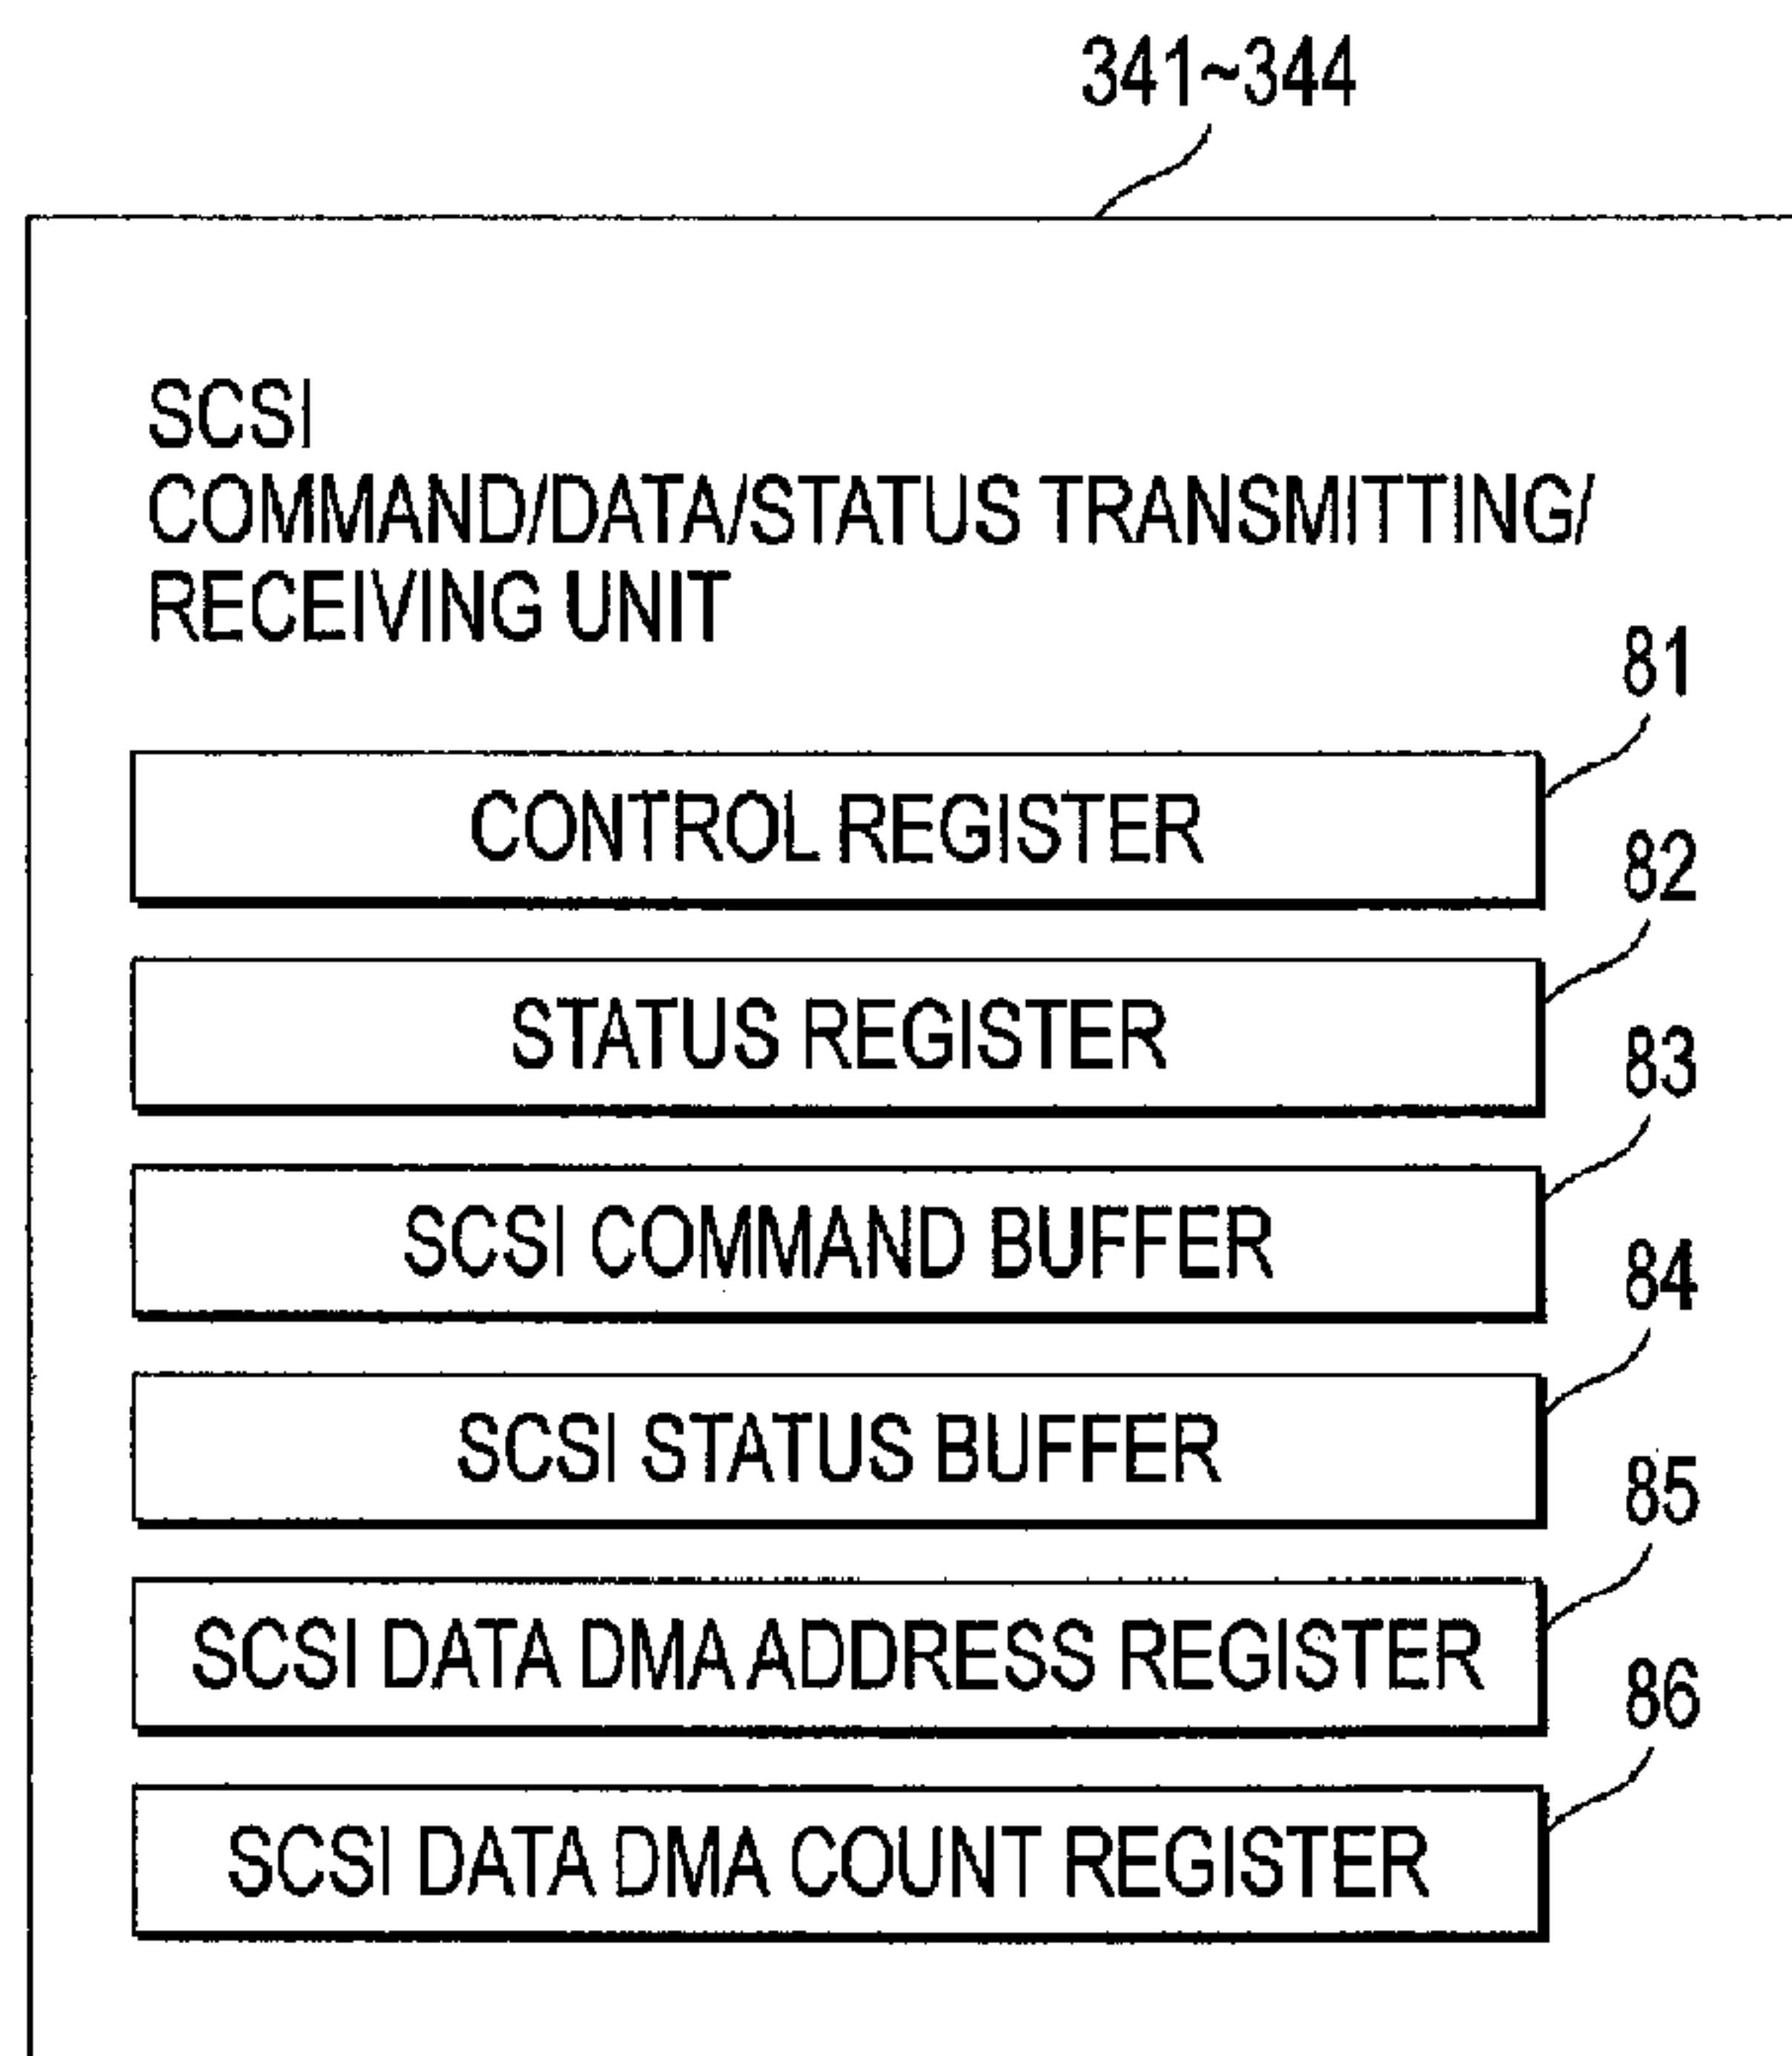 341~344
SCSI
COMMAND/DATA/STATUS TRANSMITTING/
RECEIVING UNIT
81
CONTROL REGISTER
82
STATUS REGISTER
83
SCSI COMMAND BUFFER
84
SCSI STATUS BUFFER
85
SCSI DATA DMA ADDRESS REGISTER
86
SCSI DATA DMA COUNT REGISTER